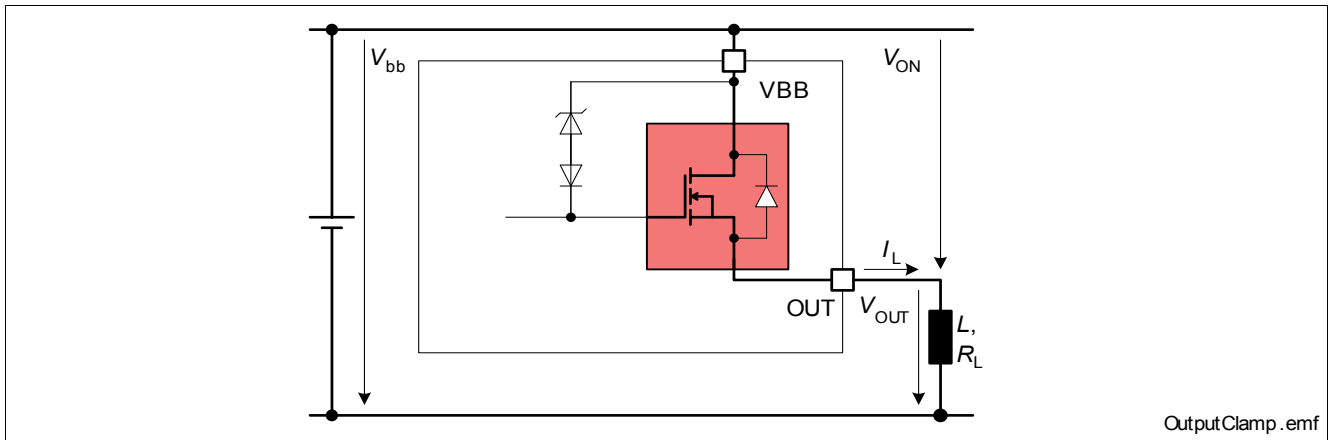 Vbb
VON
VBB
IL
OUT
VOUT
L,
RL
OutputClamp.emf